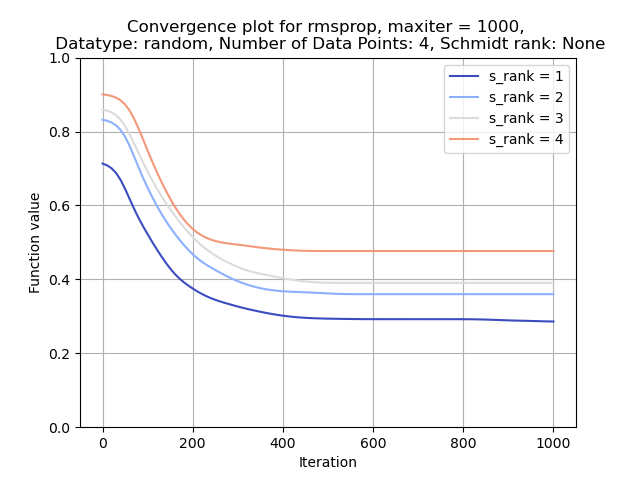 Convergence plot for rmsprop, maxiter = 1000,
Datatype: random, Number of Data Points: 4, Schmidt rank: None
1.0
0.8
0.6
0.4
0.2
0.0
Function value
s_rank = 1
s_rank = 2
s_rank = 3
s_rank = 4
0 200 400 600 800 1000
Iteration